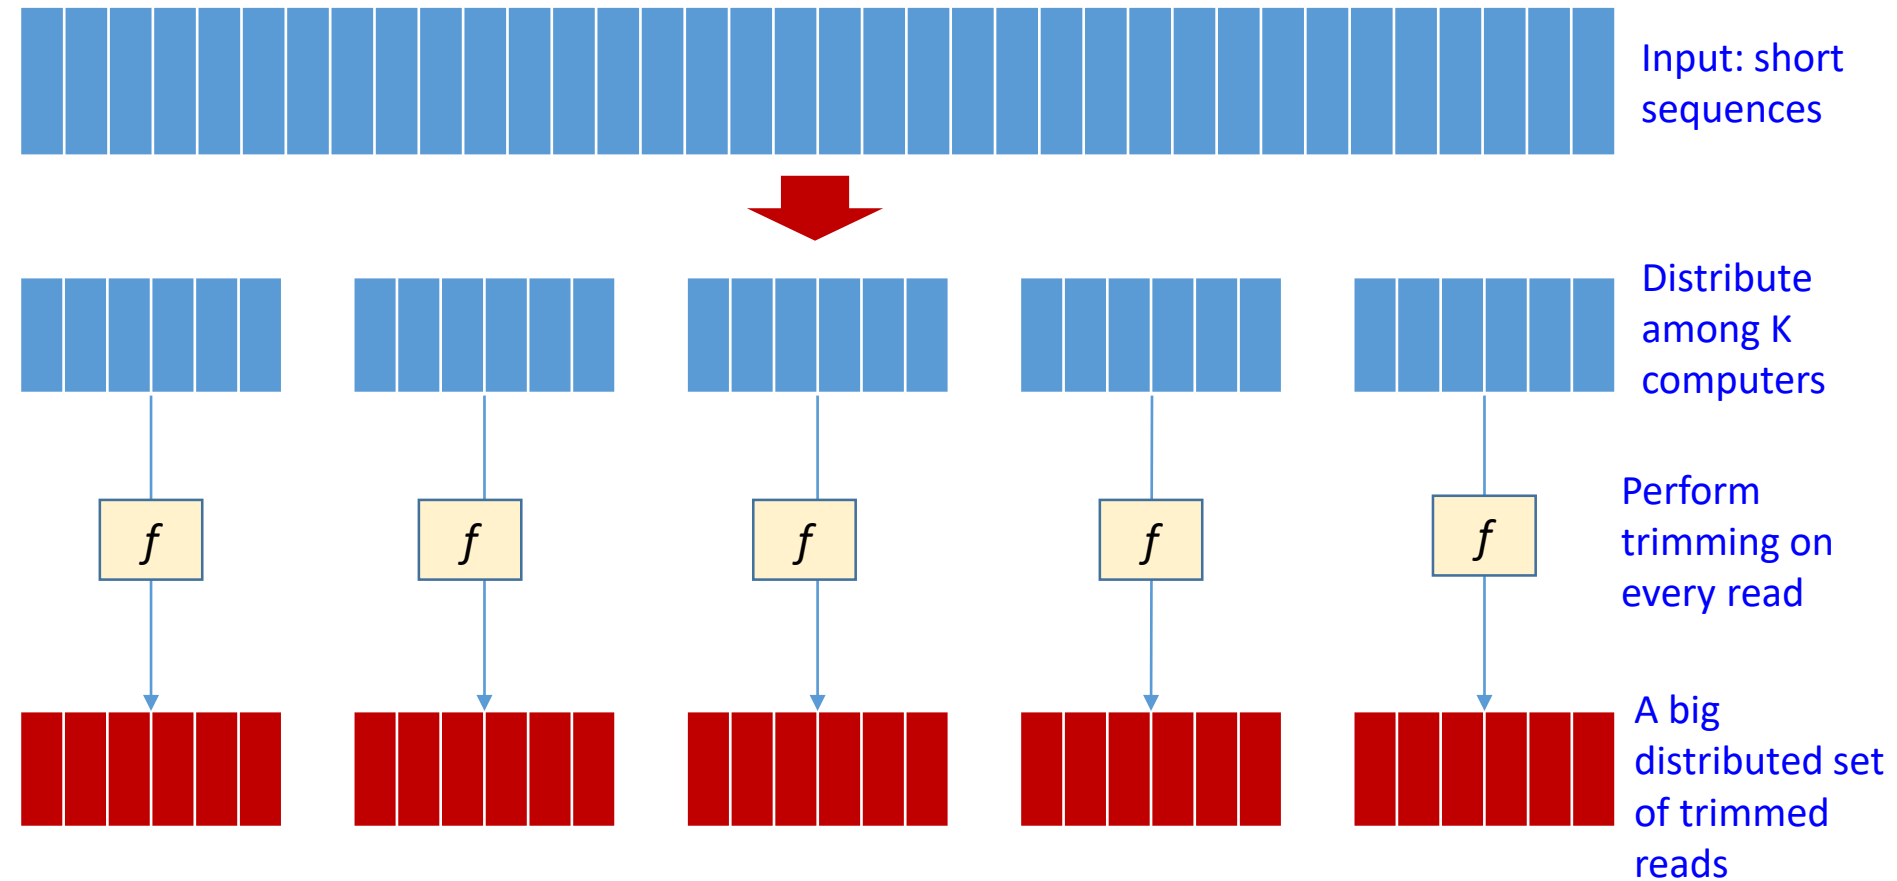 Input: short
sequences
Distribute
among K
computers
f
f
f
f
f
Perform
trimming on
every read
A big
distributed set
of trimmed
reads